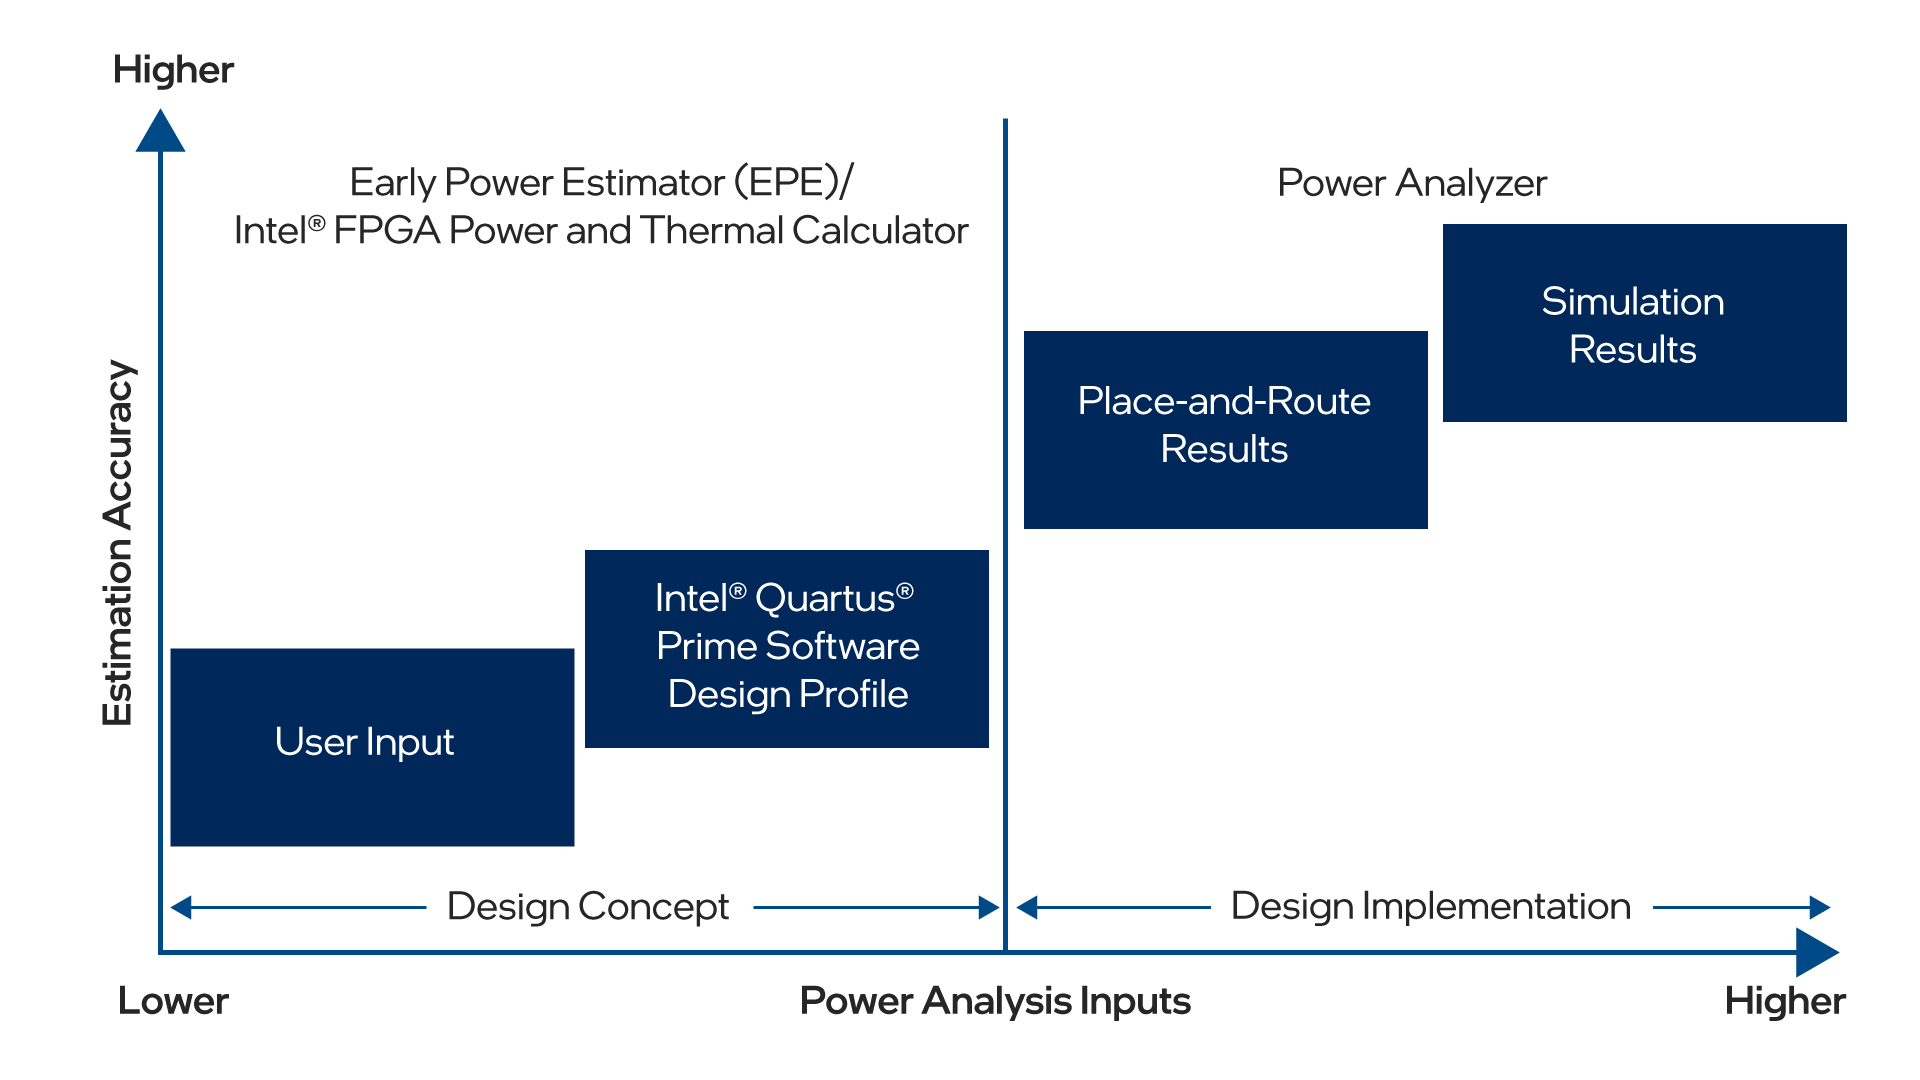 Higher
Early Power Estimator (EPE)/
Intel® FPGA Power and Thermal Calculator
Power Analyzer
Estimation Accuracy
User Input
Intel® Quartus®
Prime Software
Design Profile
Place-and-Route
Results
Simulation
Results
Design Concept
Design Implementation
Lower
Power Analysis Inputs
Higher